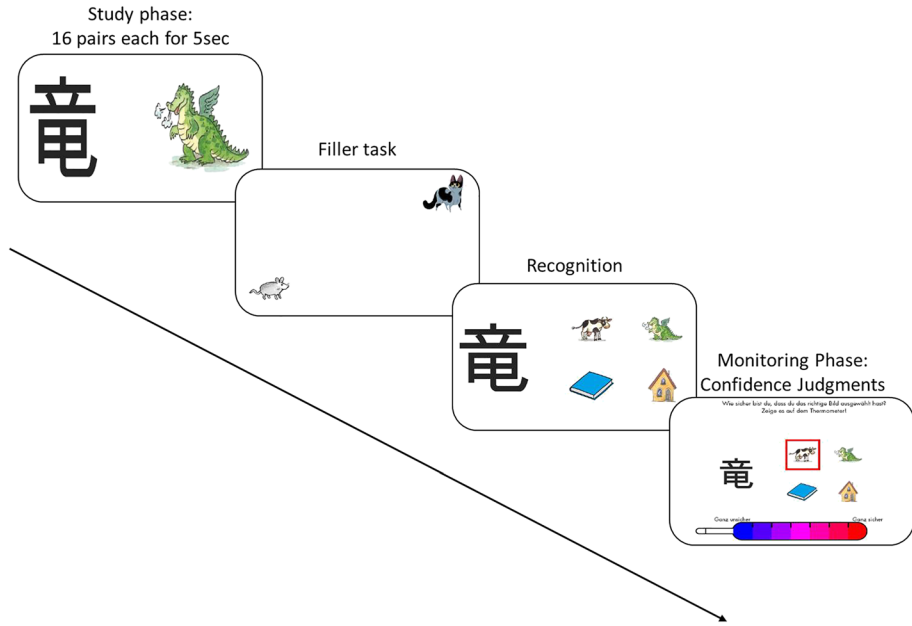 Study phase:
16 pairs each for 5sec
竜
Filler task
Recognition
竜
Monitoring Phase:
Confidence Judgments
Wie sicher bist du, dass du das richtige Bild ausgewählt hast?
Zeige es auf dem Thermometer!
竜
Ganz unsicher
Ganz sicher